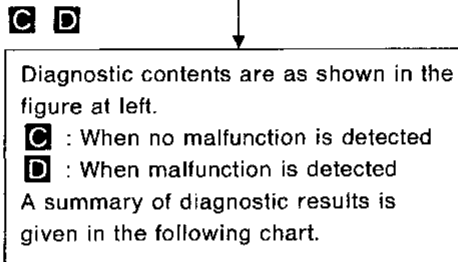 C D
Diagnostic contents are as shown in the
figure at left.
C : When no malfunction is detected
D : When malfunction is detected
A summary of diagnostic results is
given in the following chart.